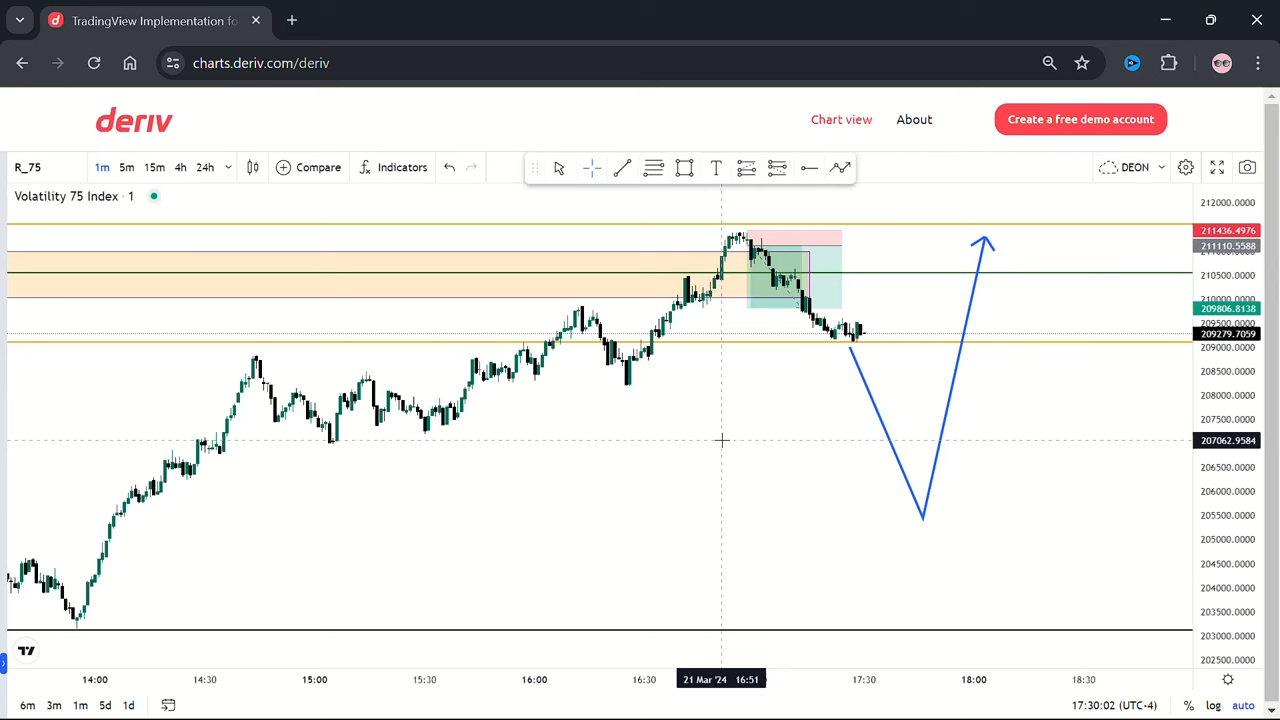 TradingView Implementation fo
charts.deriv.com/deriv
deriv
Chart view
About
Create a free demo account
R_75
1m 5m 15m 4h 24h
Compare
Indicators
DEON
Volatility 75 Index · 1
212000.0000
211436.4976
211110.5588
210500.0000
210000.0000
209806.8138
209500.0000
209279.7059
209000.0000
208500.0000
208000.0000
207500.0000
207062.9584
206500.0000
206000.0000
205500.0000
205000.0000
204500.0000
204000.0000
203500.0000
203000.0000
202500.0000
14:00 14:30 15:00 15:30 16:00 16:30 21 Mar '24 16:51 17:30 18:00 18:30
6m 3m 1m 5d 1d
17:30:02 (UTC-4) % log auto